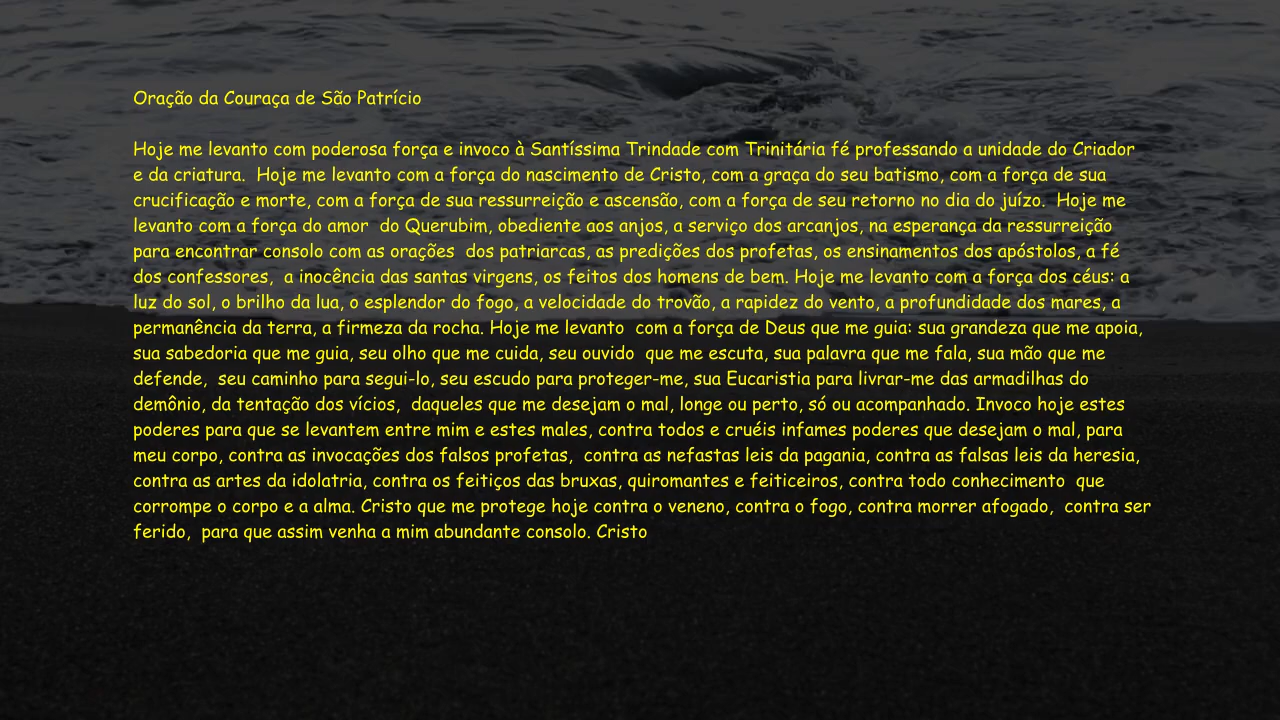 Oração da Couraça de São Patrício
Hoje me levanto com poderosa força e invoco à Santíssima Trindade com Trinitária fé professando a unidade do Criador
e da criatura.  Hoje me levanto com a força do nascimento de Cristo, com a graça do seu batismo, com a força de sua
crucificação e morte, com a força de sua ressurreição e ascensão, com a força de seu retorno no dia do juízo.  Hoje me
levanto com a força do amor  do Querubim, obediente aos anjos, a serviço dos arcanjos, na esperança da ressurreição
para encontrar consolo com as orações  dos patriarcas, as predições dos profetas, os ensinamentos dos apóstolos, a fé
dos confessores,  a inocência das santas virgens, os feitos dos homens de bem. Hoje me levanto com a força dos céus: a
luz do sol, o brilho da lua, o esplendor do fogo, a velocidade do trovão, a rapidez do vento, a profundidade dos mares, a
permanência da terra, a firmeza da rocha. Hoje me levanto  com a força de Deus que me guia: sua grandeza que me apoia,
sua sabedoria que me guia, seu olho que me cuida, seu ouvido  que me escuta, sua palavra que me fala, sua mão que me
defende,  seu caminho para segui-lo, seu escudo para proteger-me, sua Eucaristia para livrar-me das armadilhas do
demônio, da tentação dos vícios,  daqueles que me desejam o mal, longe ou perto, só ou acompanhado. Invoco hoje estes
poderes para que se levantem entre mim e estes males, contra todos e cruéis infames poderes que desejam o mal, para
meu corpo, contra as invocações dos falsos profetas,  contra as nefastas leis da pagania, contra as falsas leis da heresia,
contra as artes da idolatria, contra os feitiços das bruxas, quiromantes e feiticeiros, contra todo conhecimento  que
corrompe o corpo e a alma. Cristo que me protege hoje contra o veneno, contra o fogo, contra morrer afogado,  contra ser
ferido,  para que assim venha a mim abundante consolo. Cristo